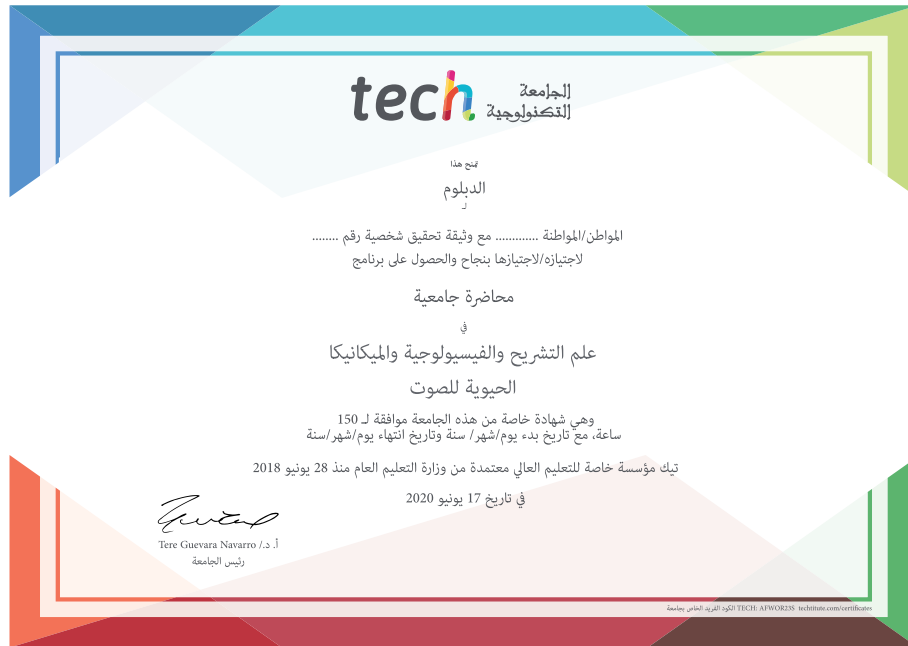 tech الجامعة
التكنولوجية
تمنح هذا
الدبلوم
لـ
المواطن/المواطنة ............. مع وثيقة تحقيق شخصية رقم ........
لاجتيازه/لاجتيازها بنجاح والحصول على برنامج
محاضرة جامعية
في
علم التشريح والفيسيولوجية والميكانيكا
الحيوية للصوت
وهي شهادة خاصة من هذه الجامعة موافقة لـ 150
ساعة، مع تاريخ بدء يوم/شهر/ سنة وتاريخ انتهاء يوم/شهر/سنة
تيك مؤسسة خاصة للتعليم العالي معتمدة من وزارة التعليم العام منذ 28 يونيو 2018
في تاريخ 17 يونيو 2020
أ. د./ Tere Guevara Navarro
رئيس الجامعة
الكود الفريد الخاص بجامعة TECH: AFWOR23S techtitute.com/certificates